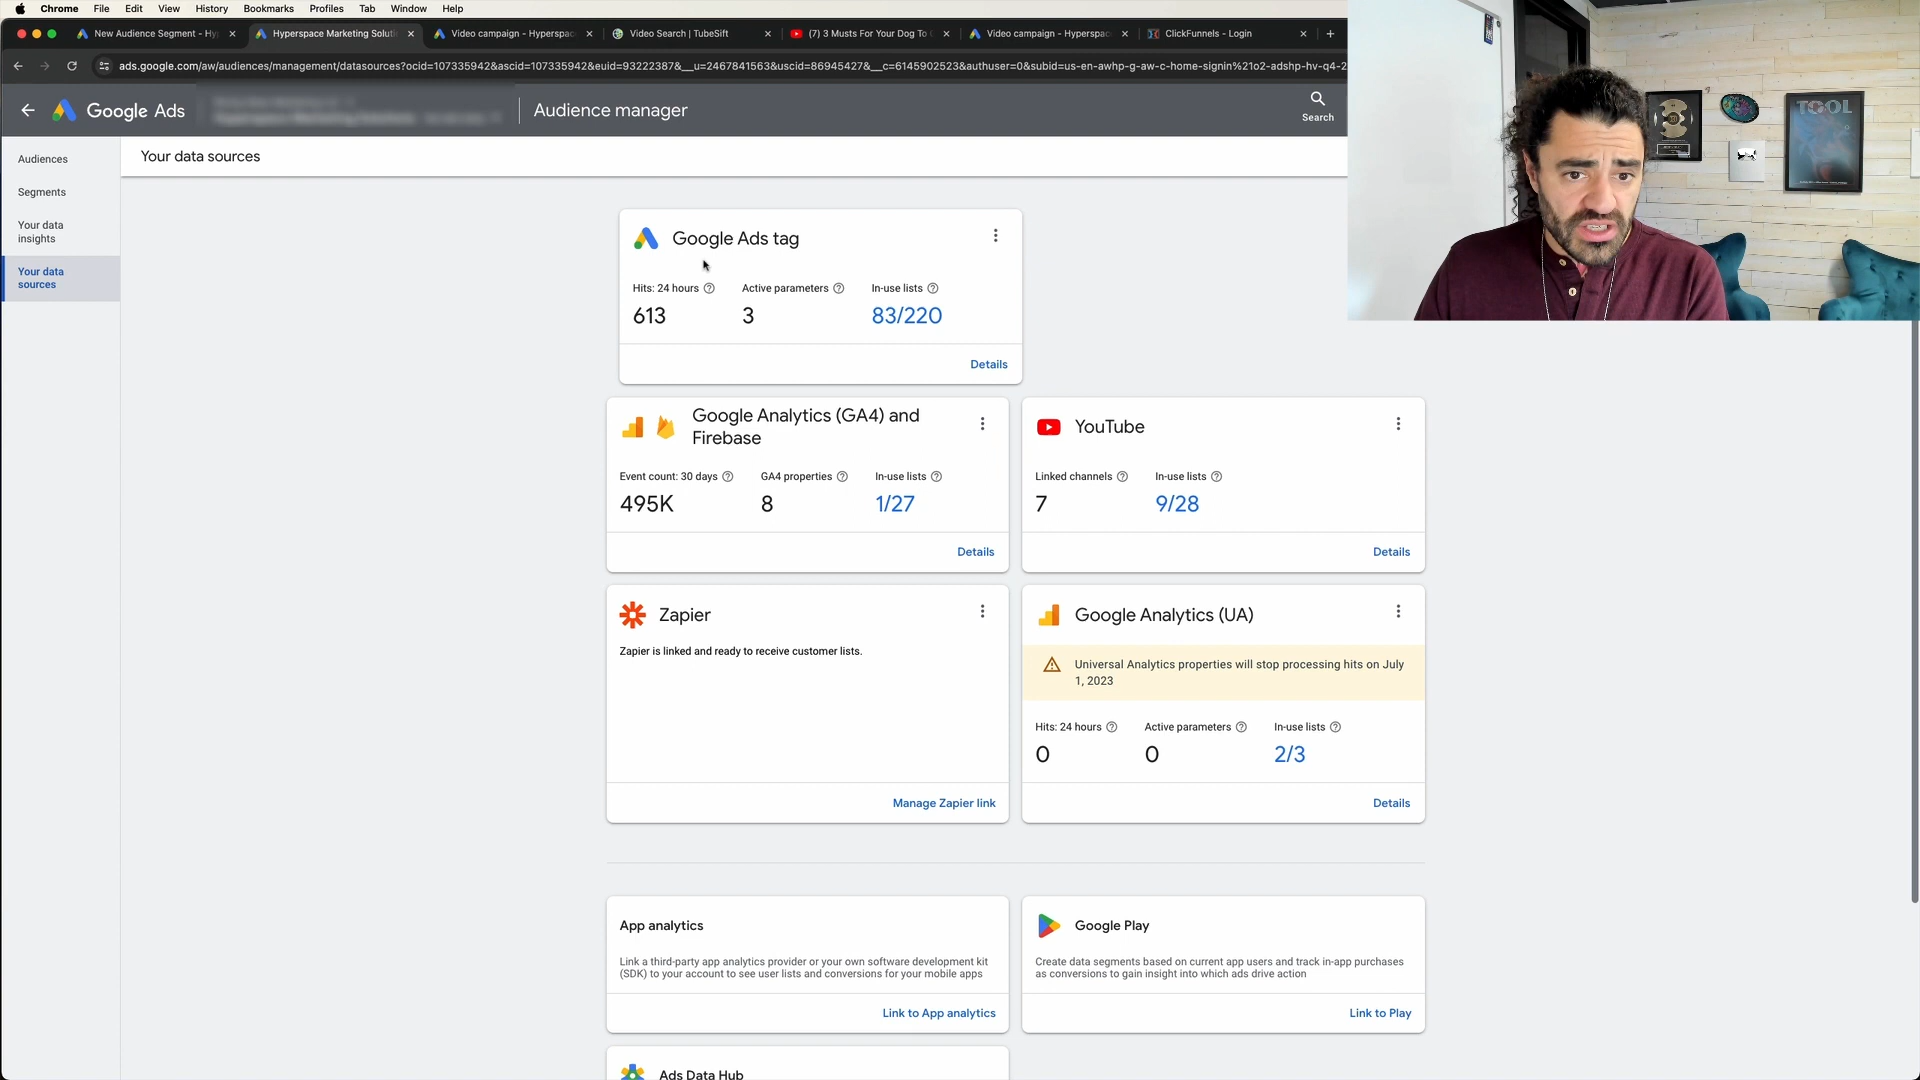 Chrome File Edit View History Bookmarks Profiles Tab Window Help
New Audience Segment - Hy
Hyperspace Marketing Soluti
Video campaign - Hyperspac
Video Search | TubeSift
(7) 3 Musts For Your Dog To
Video campaign - Hyperspac
ClickFunnels - Login
ads.google.com/aw/audiences/management/datasources?ocid=107335942&ascid=107335942&euid=93222387&__u=2467841563&uscid=86945427&__c=6145902523&authuser=0&subid=us-en-awhp-g-aw-c-home-signin%21o2-adshp-hv-q4-2
Google Ads
Audience manager
Search
Audiences
Segments
Your data
insights
Your data
sources
Your data sources
Google Ads tag
Hits: 24 hours Active parameters In-use lists
613 3 83/220
Details
Google Analytics (GA4) and
Firebase
Event count: 30 days GA4 properties In-use lists
495K 8 1/27
Details
YouTube
Linked channels In-use lists
7 9/28
Details
Zapier
Zapier is linked and ready to receive customer lists.
Manage Zapier link
Google Analytics (UA)
Universal Analytics properties will stop processing hits on July
1, 2023
Hits: 24 hours Active parameters In-use lists
0 0 2/3
Details
App analytics
Link a third-party app analytics provider or your own software development kit
(SDK) to your account to see user lists and conversions for your mobile apps
Link to App analytics
Google Play
Create data segments based on current app users and track in-app purchases
as conversions to gain insight into which ads drive action
Link to Play
Ads Data Hub
TOOL